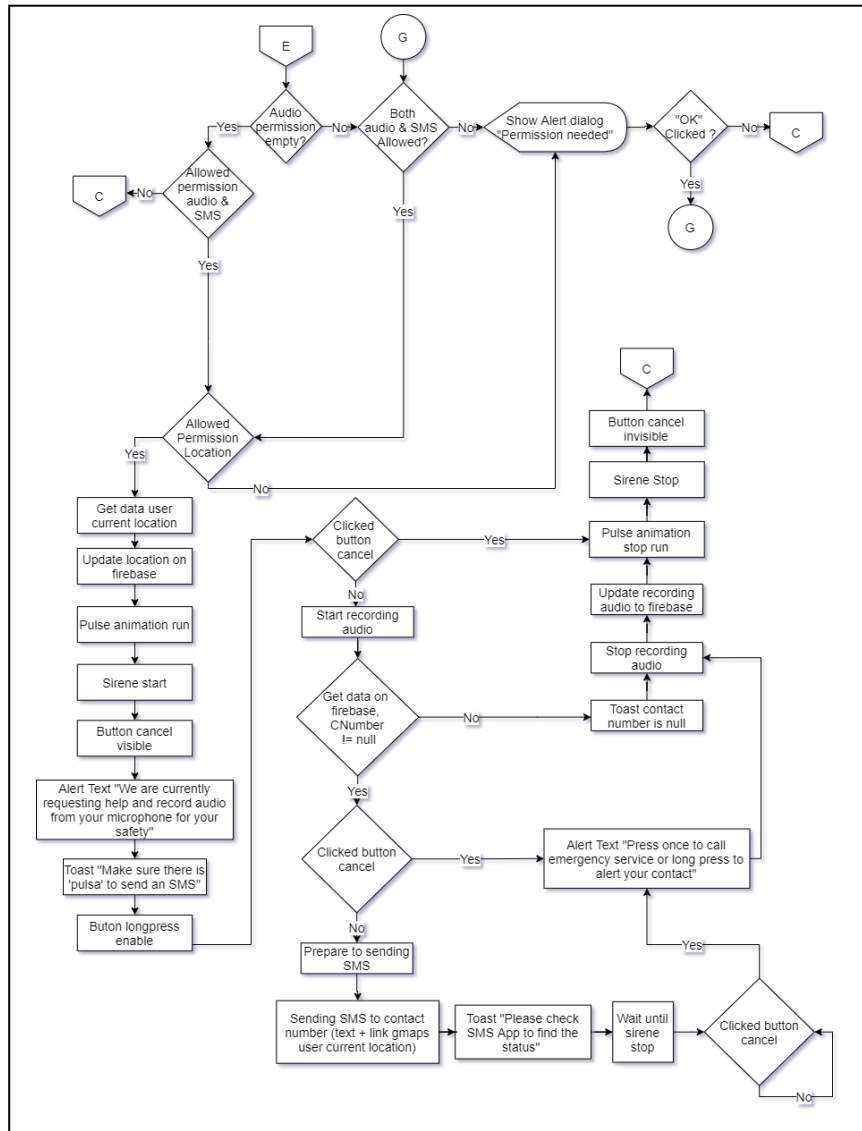 E
G
Audio
permission
empty?
Yes
No
Both
audio & SMS
Allowed?
No
Show Alert dialog
"Permission needed"
"OK"
Clicked ?
No
C
Yes
G
C
No
Allowed
permission
audio &
SMS
Yes
Yes
Allowed
Permission
Location
Yes
No
Get data user
current location
Update location on
firebase
Pulse animation run
Sirene start
Button cancel
visible
Alert Text "We are currently
requesting help and record audio
from your microphone for your
safety"
Toast "Make sure there is
'pulsa' to send an SMS"
Buton longpress
enable
Clicked
button
cancel
Yes
No
Start recording
audio
Get data on
firebase,
CNumber
!= null
No
Yes
Clicked button
cancel
Yes
No
Prepare to sending
SMS
Sending SMS to contact
number (text + link gmaps
user current location)
Toast "Please check
SMS App to find the
status"
Wait until
sirene
stop
Clicked button
cancel
No
Yes
Alert Text "Press once to call
emergency service or long press to
alert your contact"
C
Button cancel
invisible
Sirene Stop
Pulse animation
stop run
Update recording
audio to firebase
Stop recording
audio
Toast contact
number is null